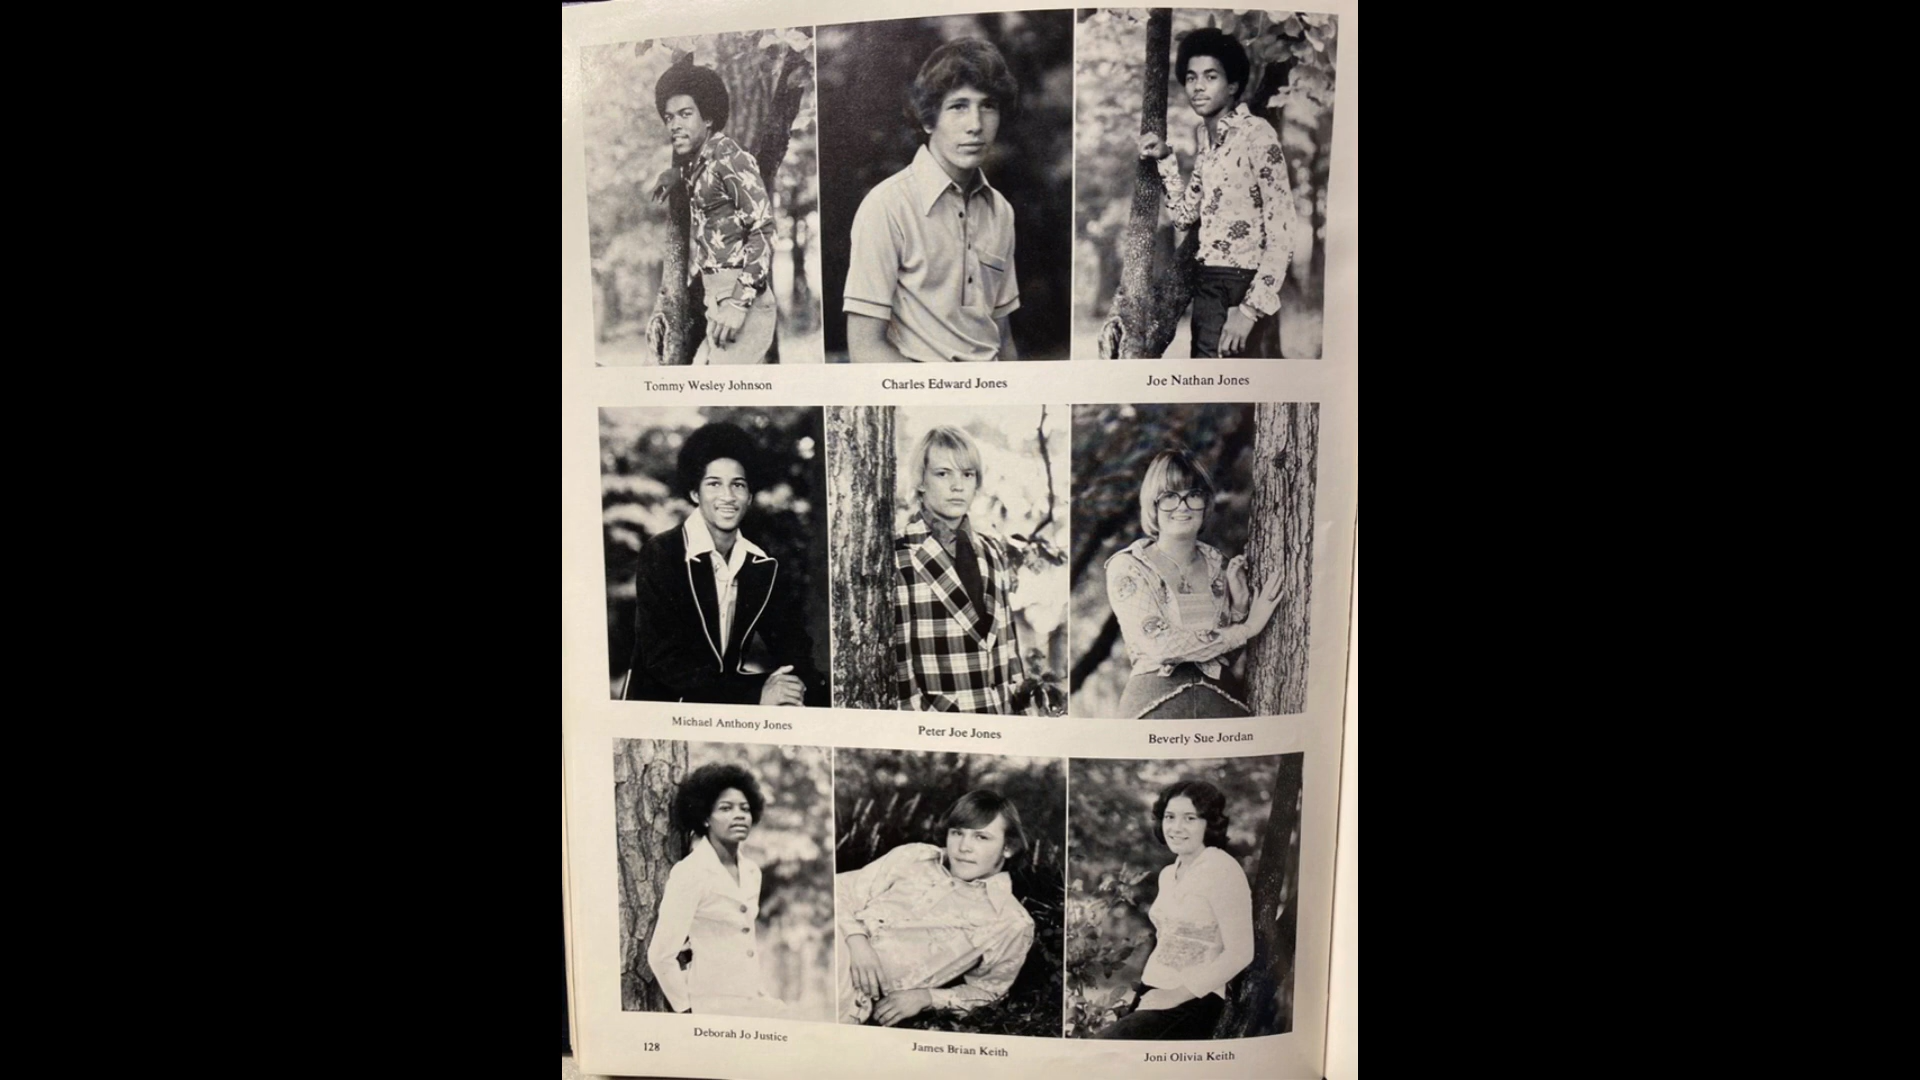 Tommy Wesley Johnson
Charles Edward Jones
Joe Nathan Jones
Michael Anthony Jones
Peter Joe Jones
Beverly Sue Jordan
Deborah Jo Justice
James Brian Keith
Joni Olivia Keith
128